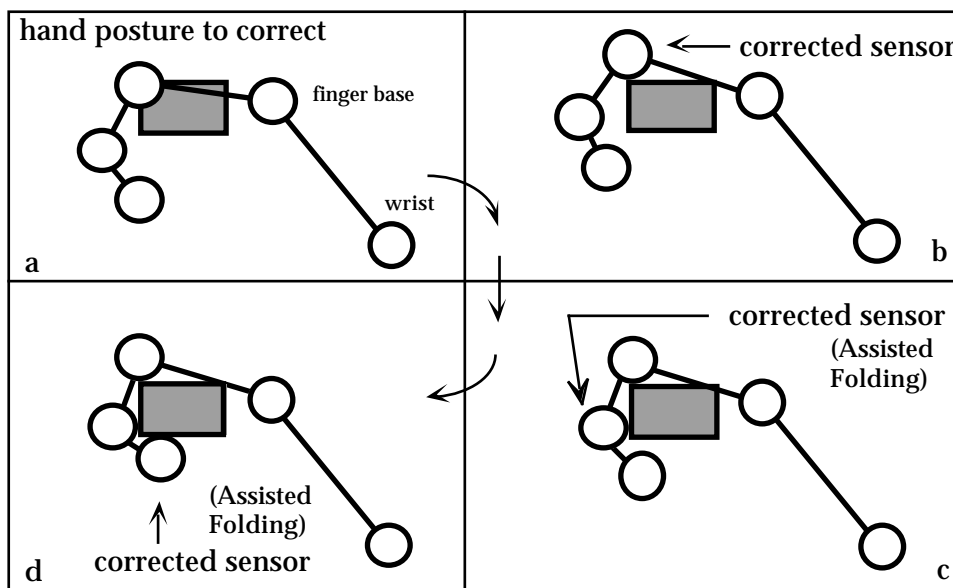 hand posture to correct
finger base
wrist
a
corrected sensor
b
corrected sensor
(Assisted
Folding)
c
(Assisted
Folding)
corrected sensor
d